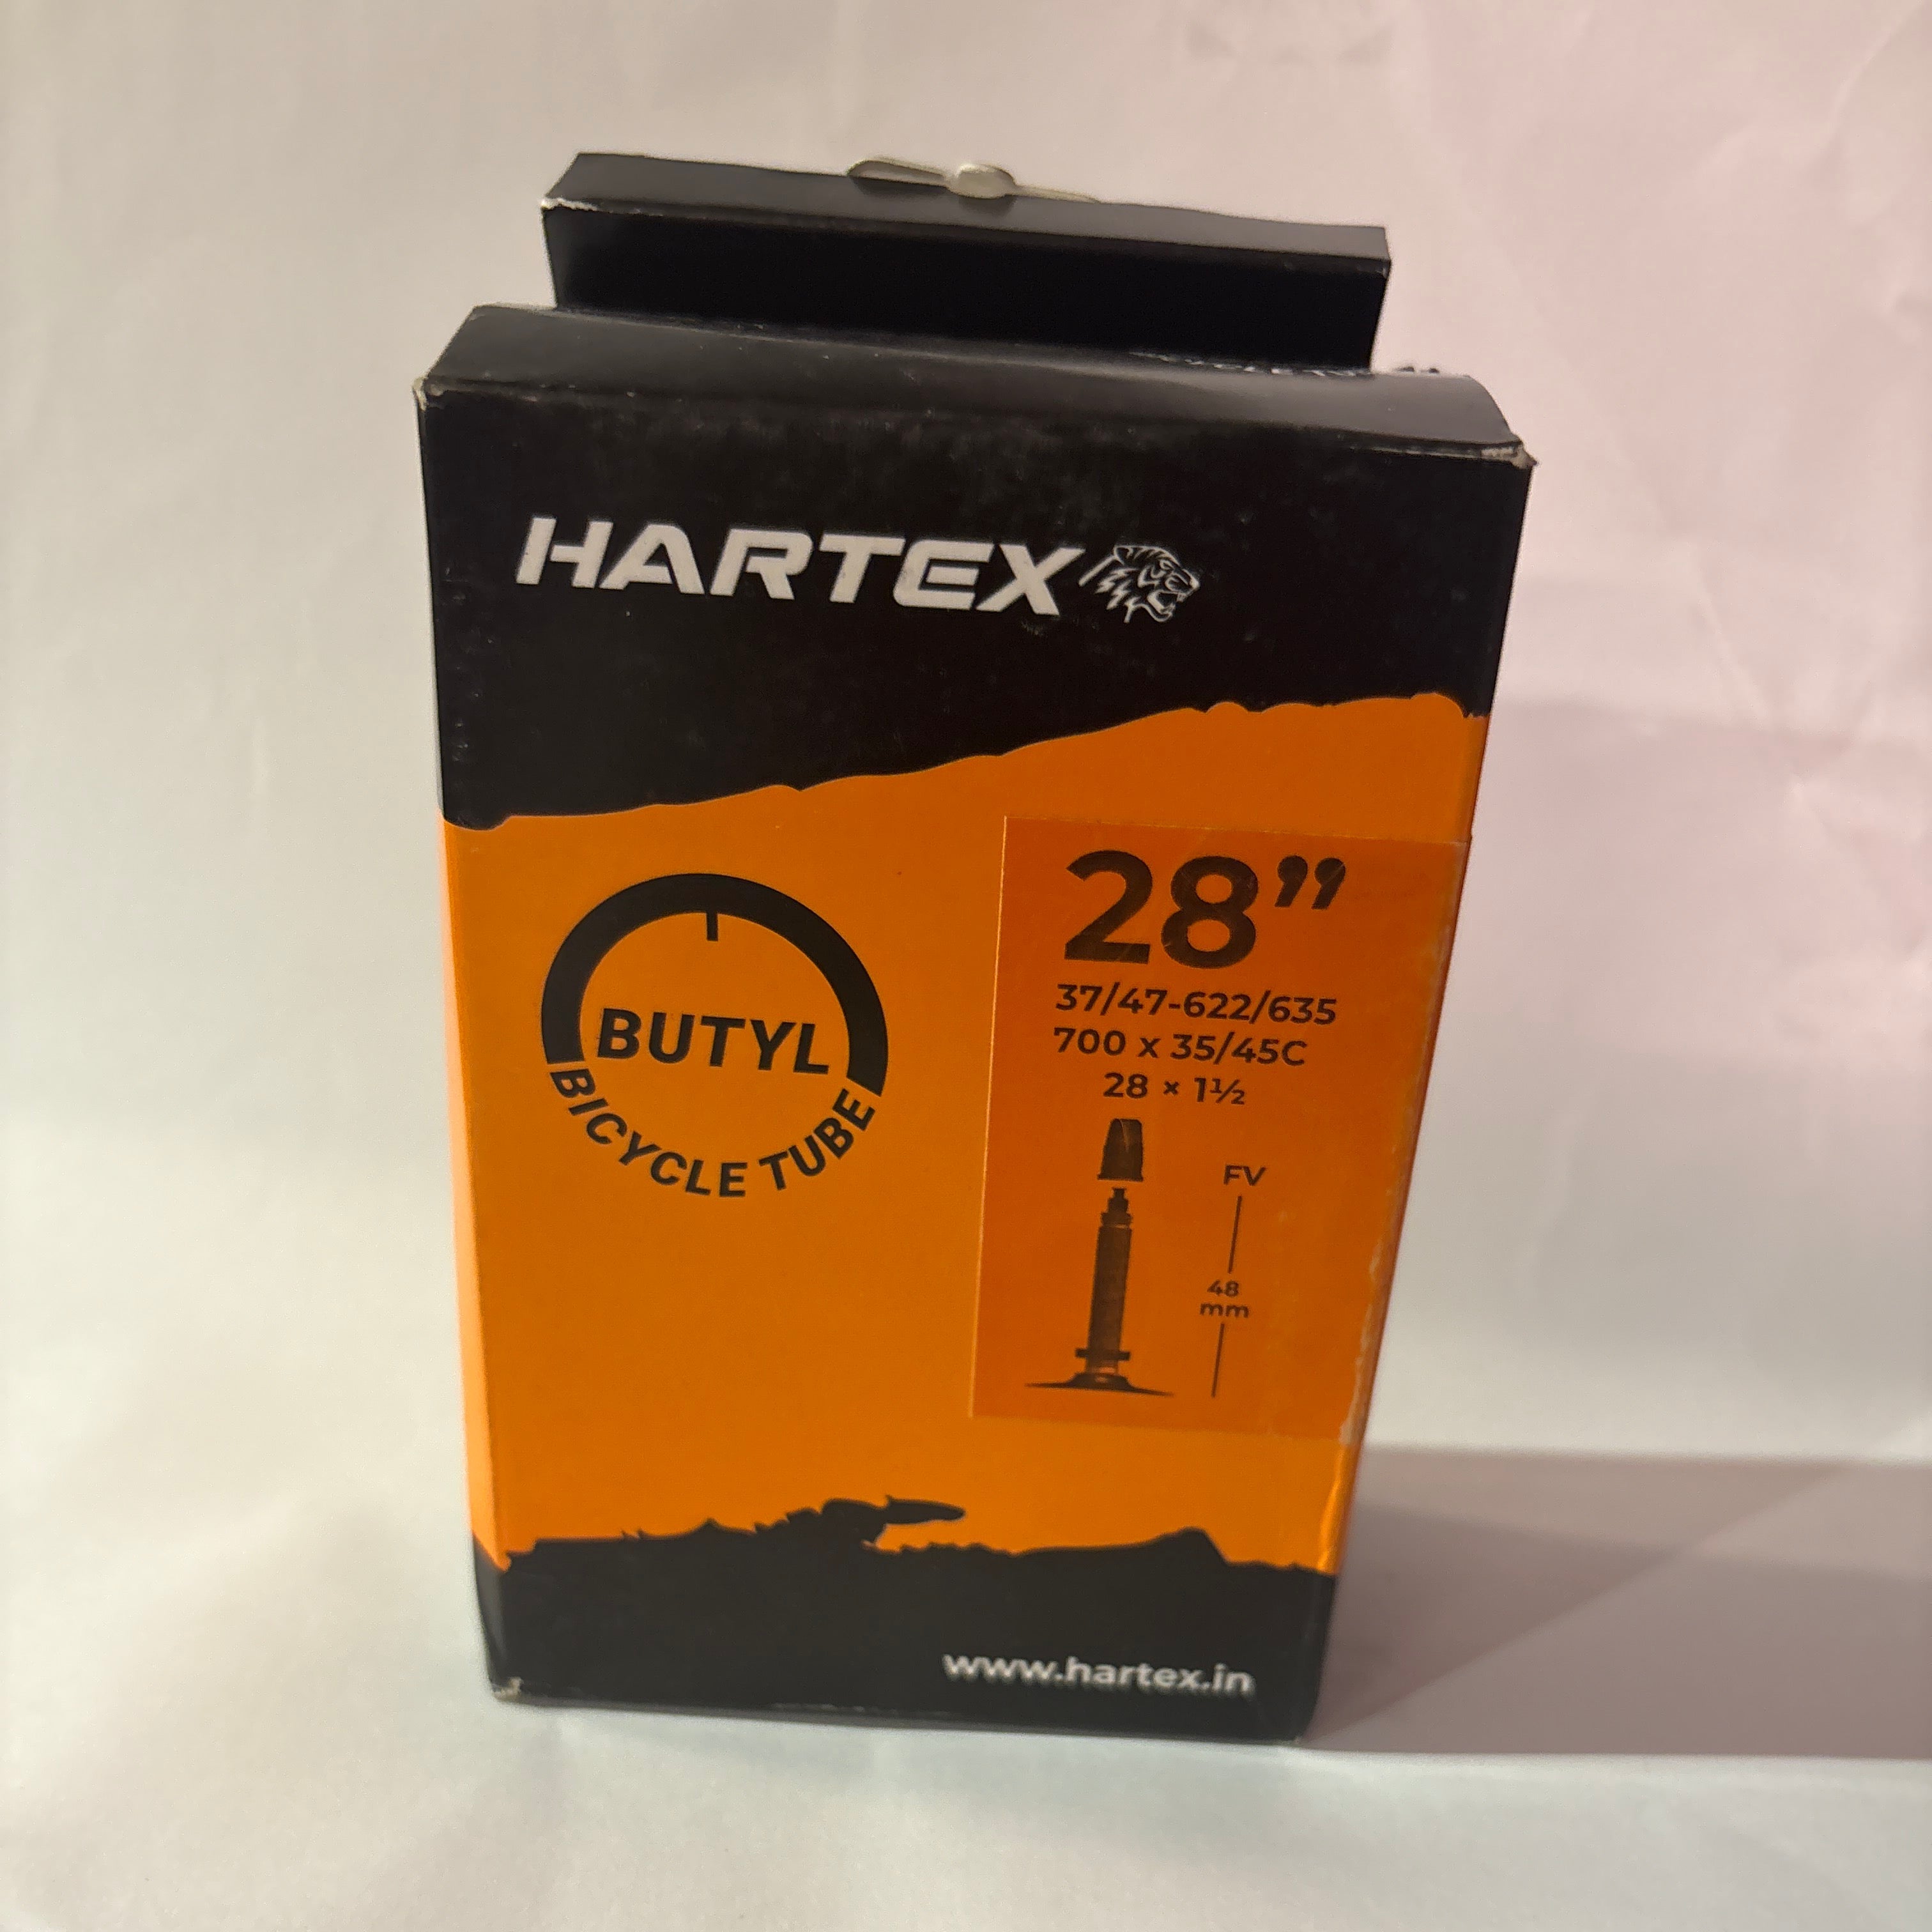 HARTEX
BUTYL
BICYCLE TUBE
28”
37/47-622/635
700 x 35/45C
28 × 1½
FV
48
mm
www.hartex.in